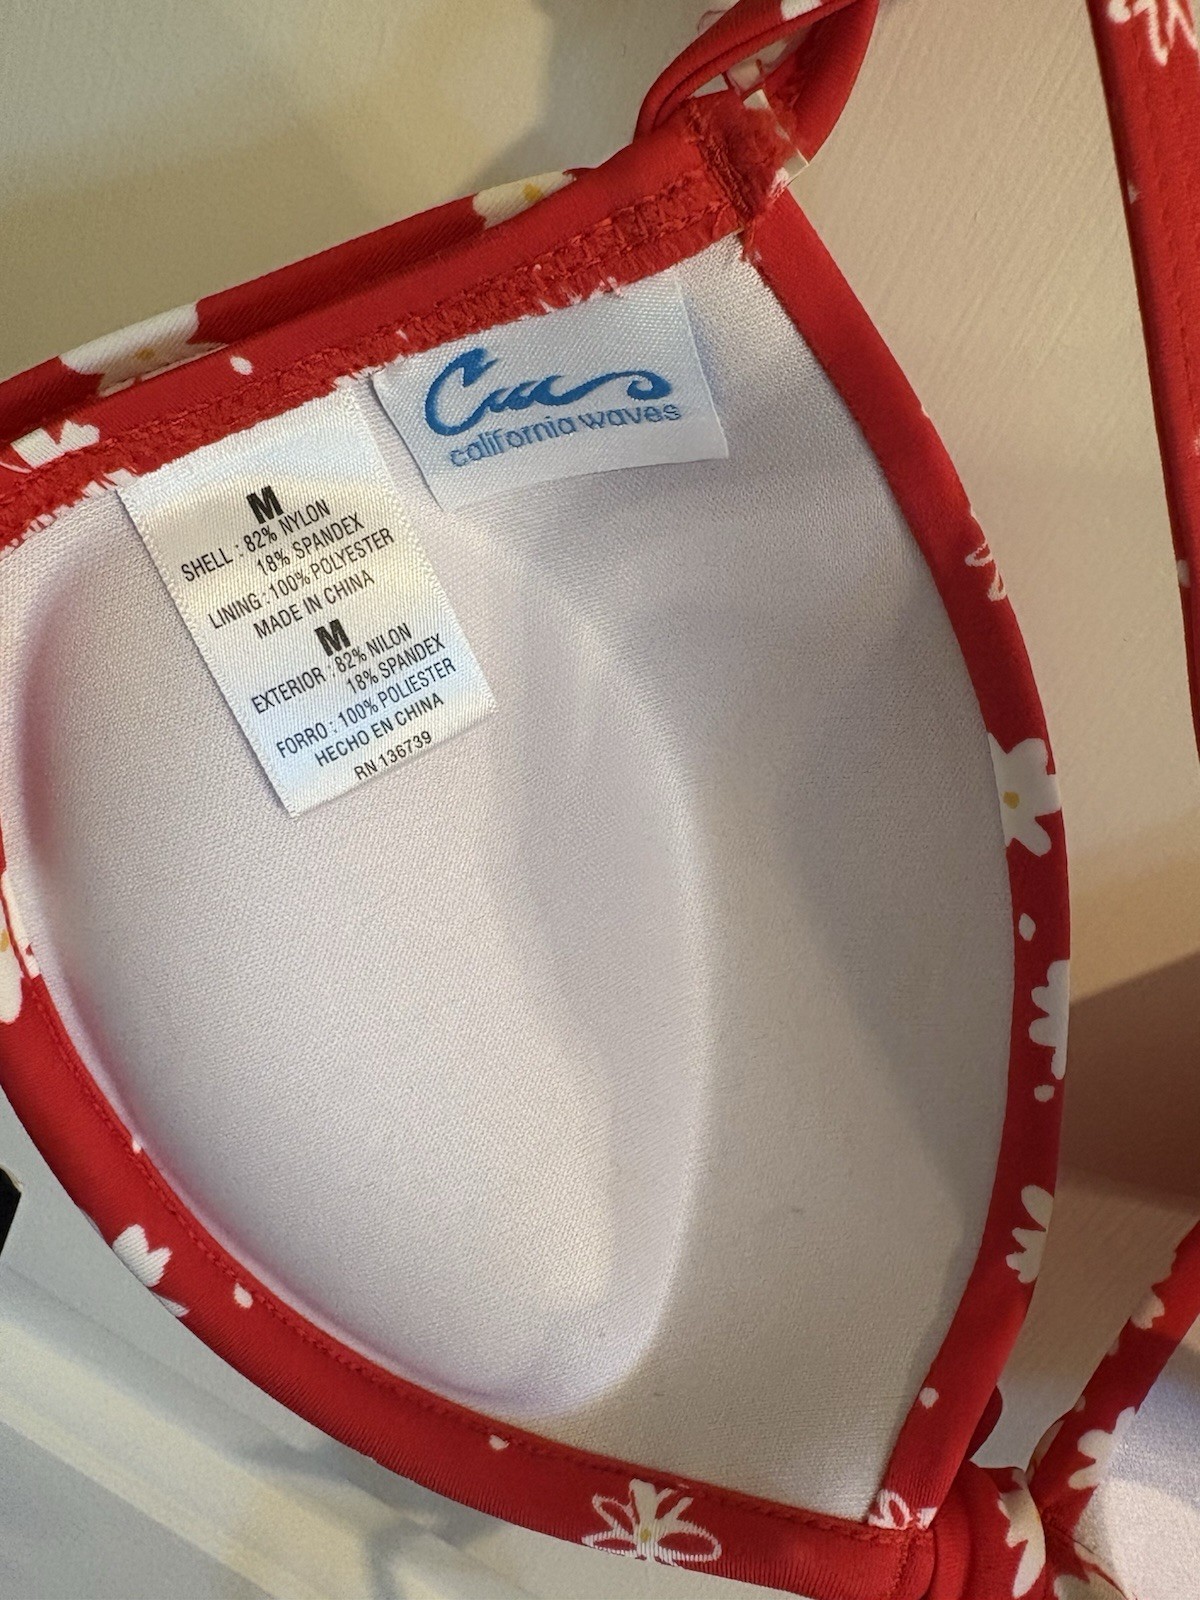 california waves
M
SHELL : 82% NYLON
18% SPANDEX
LINING : 100% POLYESTER
MADE IN CHINA
M
EXTERIOR : 82% NILON
18% SPANDEX
FORRO : 100% POLIESTER
HECHO EN CHINA
RN 136739